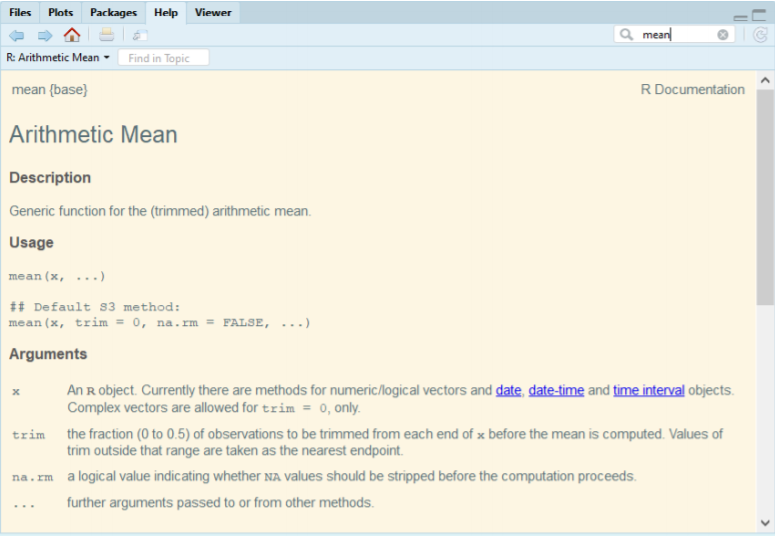 Files Plots Packages Help Viewer
mean
R: Arithmetic Mean Find in Topic
mean {base} R Documentation
Arithmetic Mean
Description
Generic function for the (trimmed) arithmetic mean.
Usage
mean(x, ...)
## Default S3 method:
mean(x, trim = 0, na.rm = FALSE, ...)
Arguments
x An R object. Currently there are methods for numeric/logical vectors and date, date-time and time interval objects.
Complex vectors are allowed for trim = 0, only.
trim the fraction (0 to 0.5) of observations to be trimmed from each end of x before the mean is computed. Values of
trim outside that range are taken as the nearest endpoint.
na.rm a logical value indicating whether NA values should be stripped before the computation proceeds.
... further arguments passed to or from other methods.